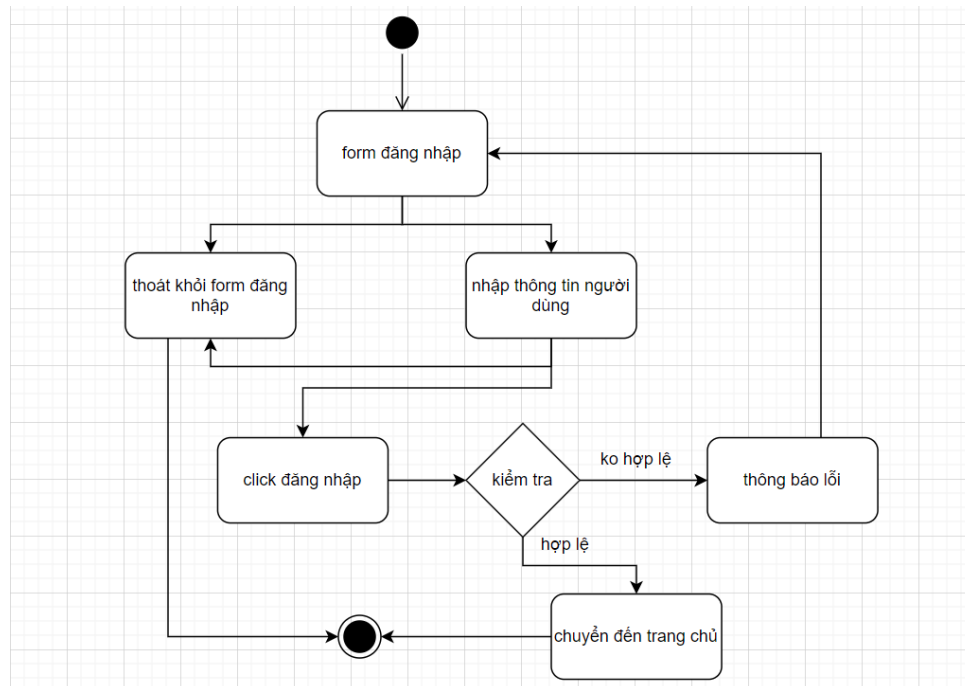 form đăng nhập
thoát khỏi form đăng
nhập
nhập thông tin người
dùng
click đăng nhập
kiểm tra
ko hợp lệ
thông báo lỗi
hợp lệ
chuyển đến trang chủ